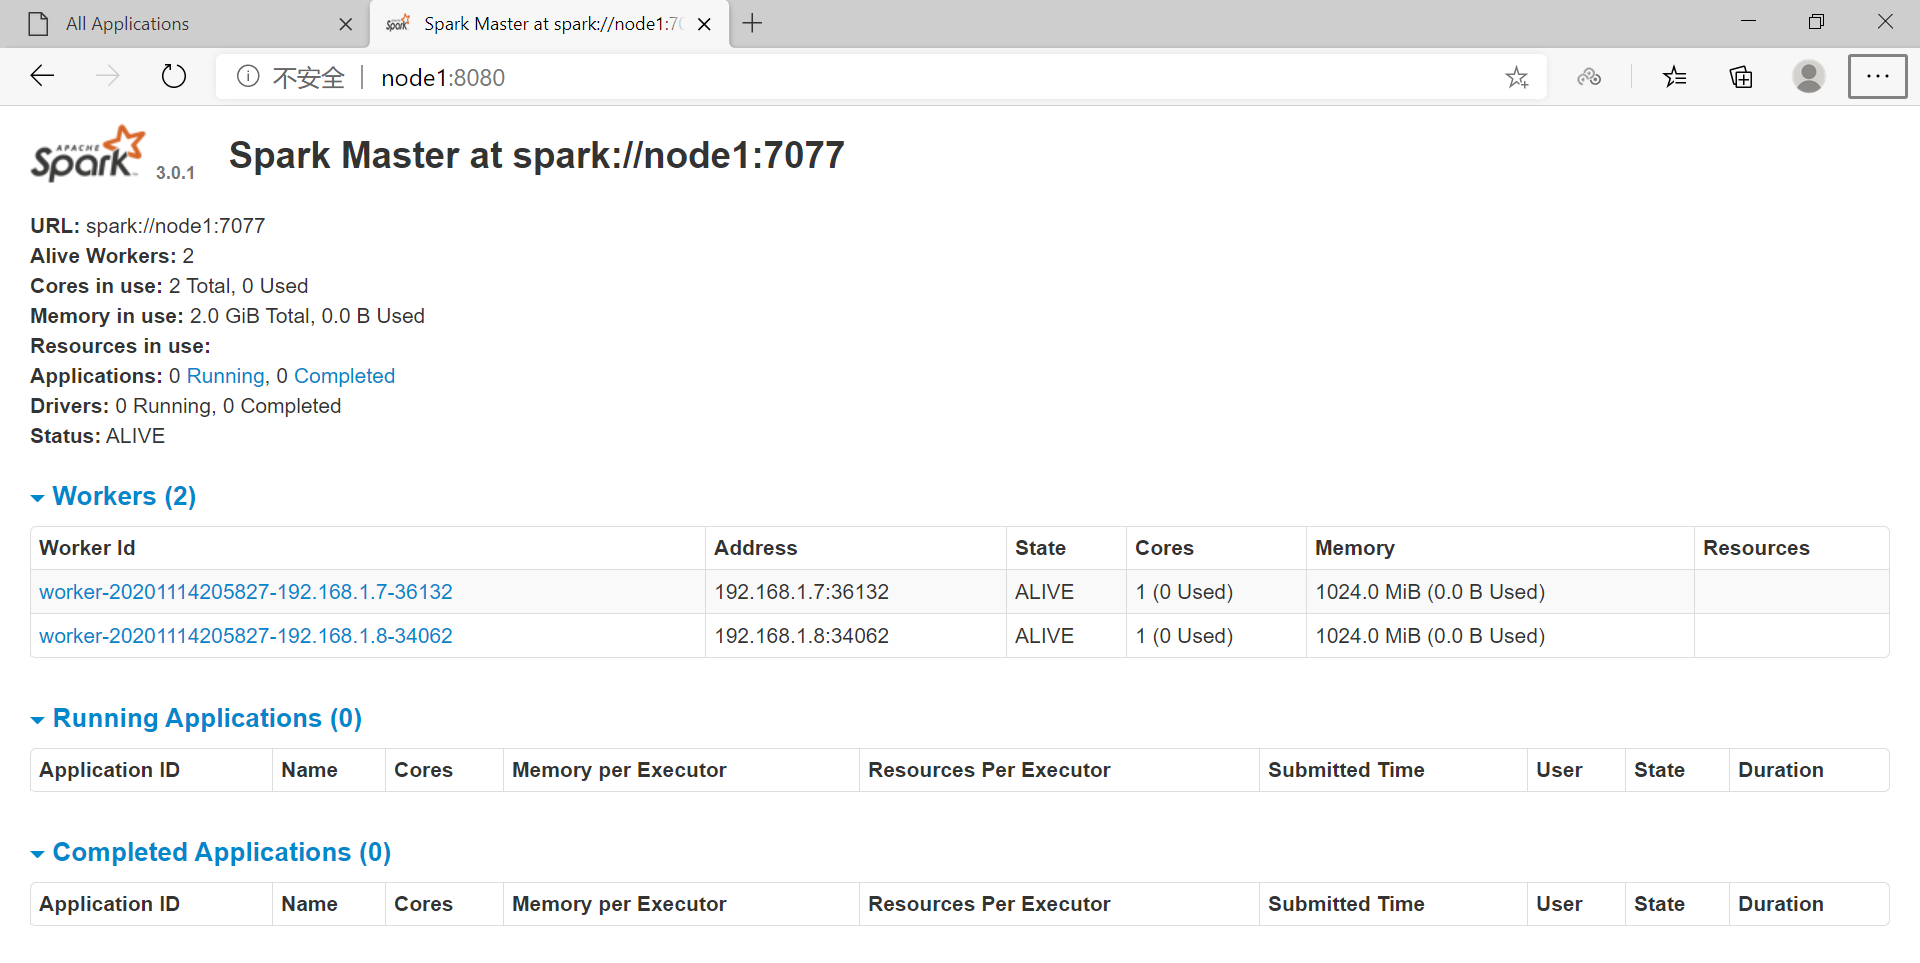 All Applications
Spark Master at spark://node1:70
不安全 node1:8080
APACHE
Spark 3.0.1
Spark Master at spark://node1:7077
URL: spark://node1:7077
Alive Workers: 2
Cores in use: 2 Total, 0 Used
Memory in use: 2.0 GiB Total, 0.0 B Used
Resources in use:
Applications: 0 Running, 0 Completed
Drivers: 0 Running, 0 Completed
Status: ALIVE
Workers (2)
Worker Id Address State Cores Memory Resources
worker-20201114205827-192.168.1.7-36132 192.168.1.7:36132 ALIVE 1 (0 Used) 1024.0 MiB (0.0 B Used)
worker-20201114205827-192.168.1.8-34062 192.168.1.8:34062 ALIVE 1 (0 Used) 1024.0 MiB (0.0 B Used)
Running Applications (0)
Application ID Name Cores Memory per Executor Resources Per Executor Submitted Time User State Duration
Completed Applications (0)
Application ID Name Cores Memory per Executor Resources Per Executor Submitted Time User State Duration